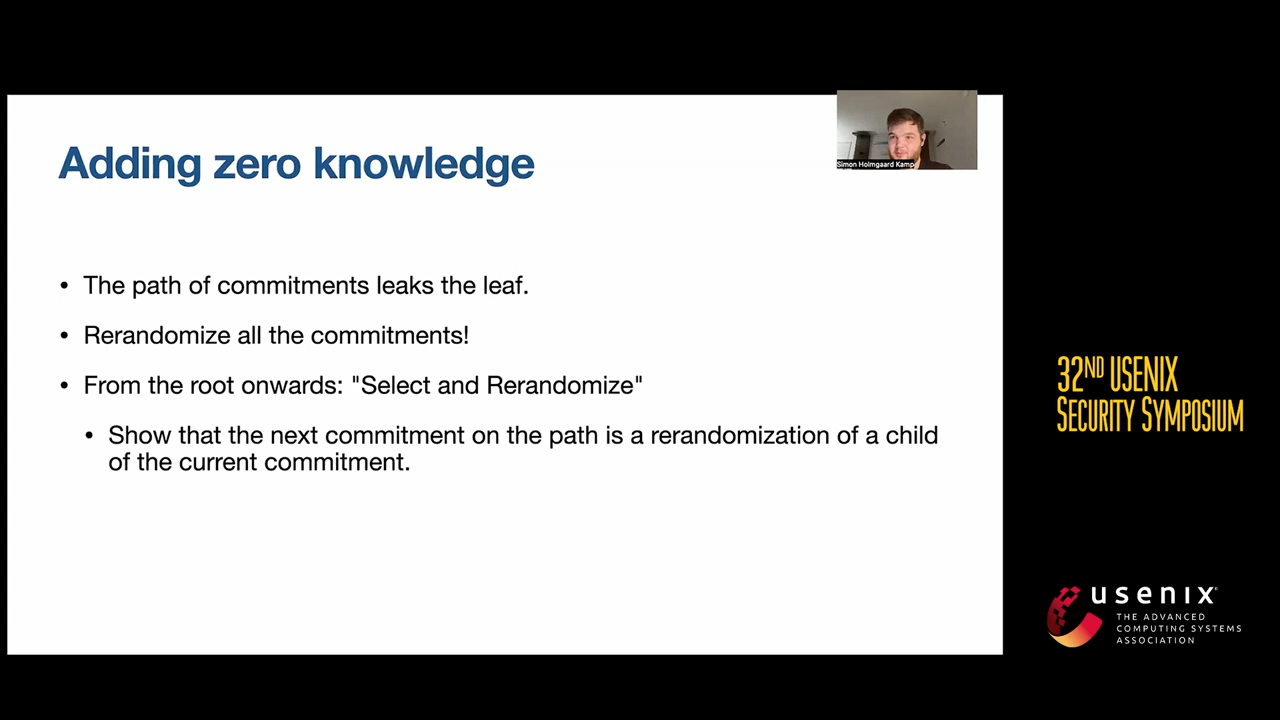 Adding zero knowledge
Simon Holmgaard Kamp
• The path of commitments leaks the leaf.
• Rerandomize all the commitments!
• From the root onwards: "Select and Rerandomize"
• Show that the next commitment on the path is a rerandomization of a child
of the current commitment.
32ND USENIX
SECURITY SYMPOSIUM
usenix
THE ADVANCED
COMPUTING SYSTEMS
ASSOCIATION